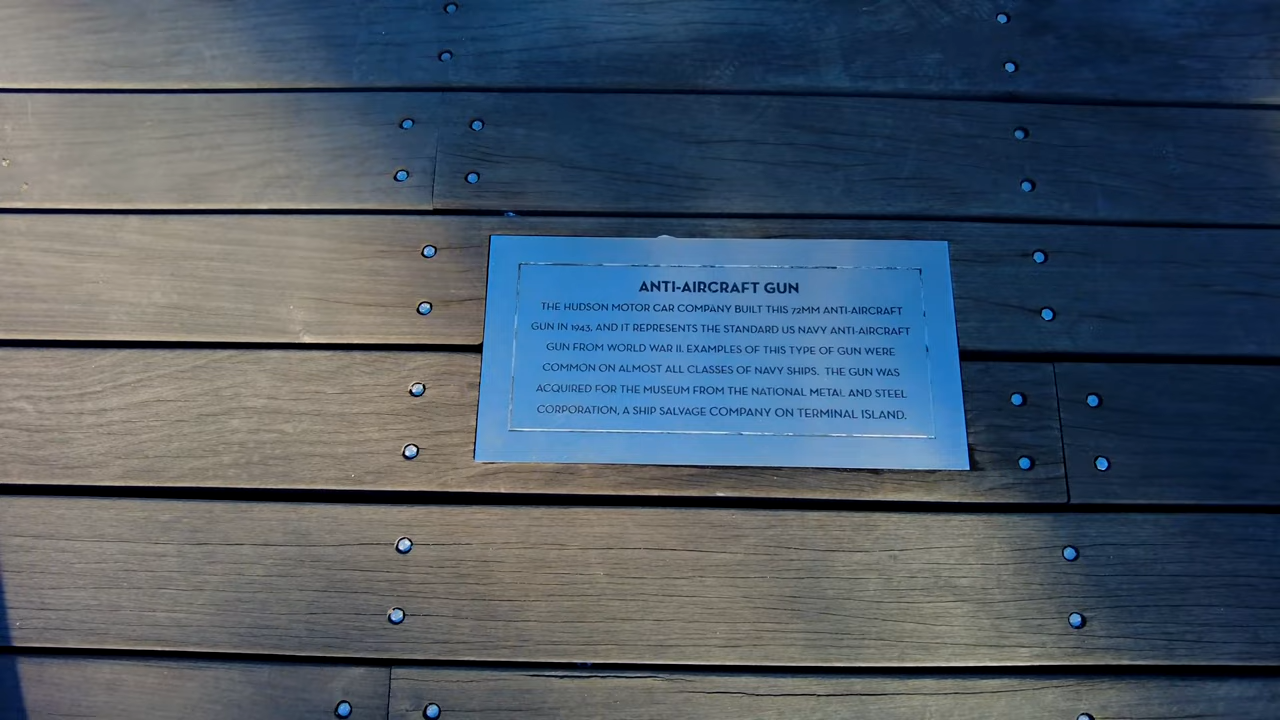 ANTI-AIRCRAFT GUN
THE HUDSON MOTOR CAR COMPANY BUILT THIS 72MM ANTI-AIRCRAFT
GUN IN 1943, AND IT REPRESENTS THE STANDARD US NAVY ANTI-AIRCRAFT
GUN FROM WORLD WAR II. EXAMPLES OF THIS TYPE OF GUN WERE
COMMON ON ALMOST ALL CLASSES OF NAVY SHIPS. THE GUN WAS
ACQUIRED FOR THE MUSEUM FROM THE NATIONAL METAL AND STEEL
CORPORATION, A SHIP SALVAGE COMPANY ON TERMINAL ISLAND.